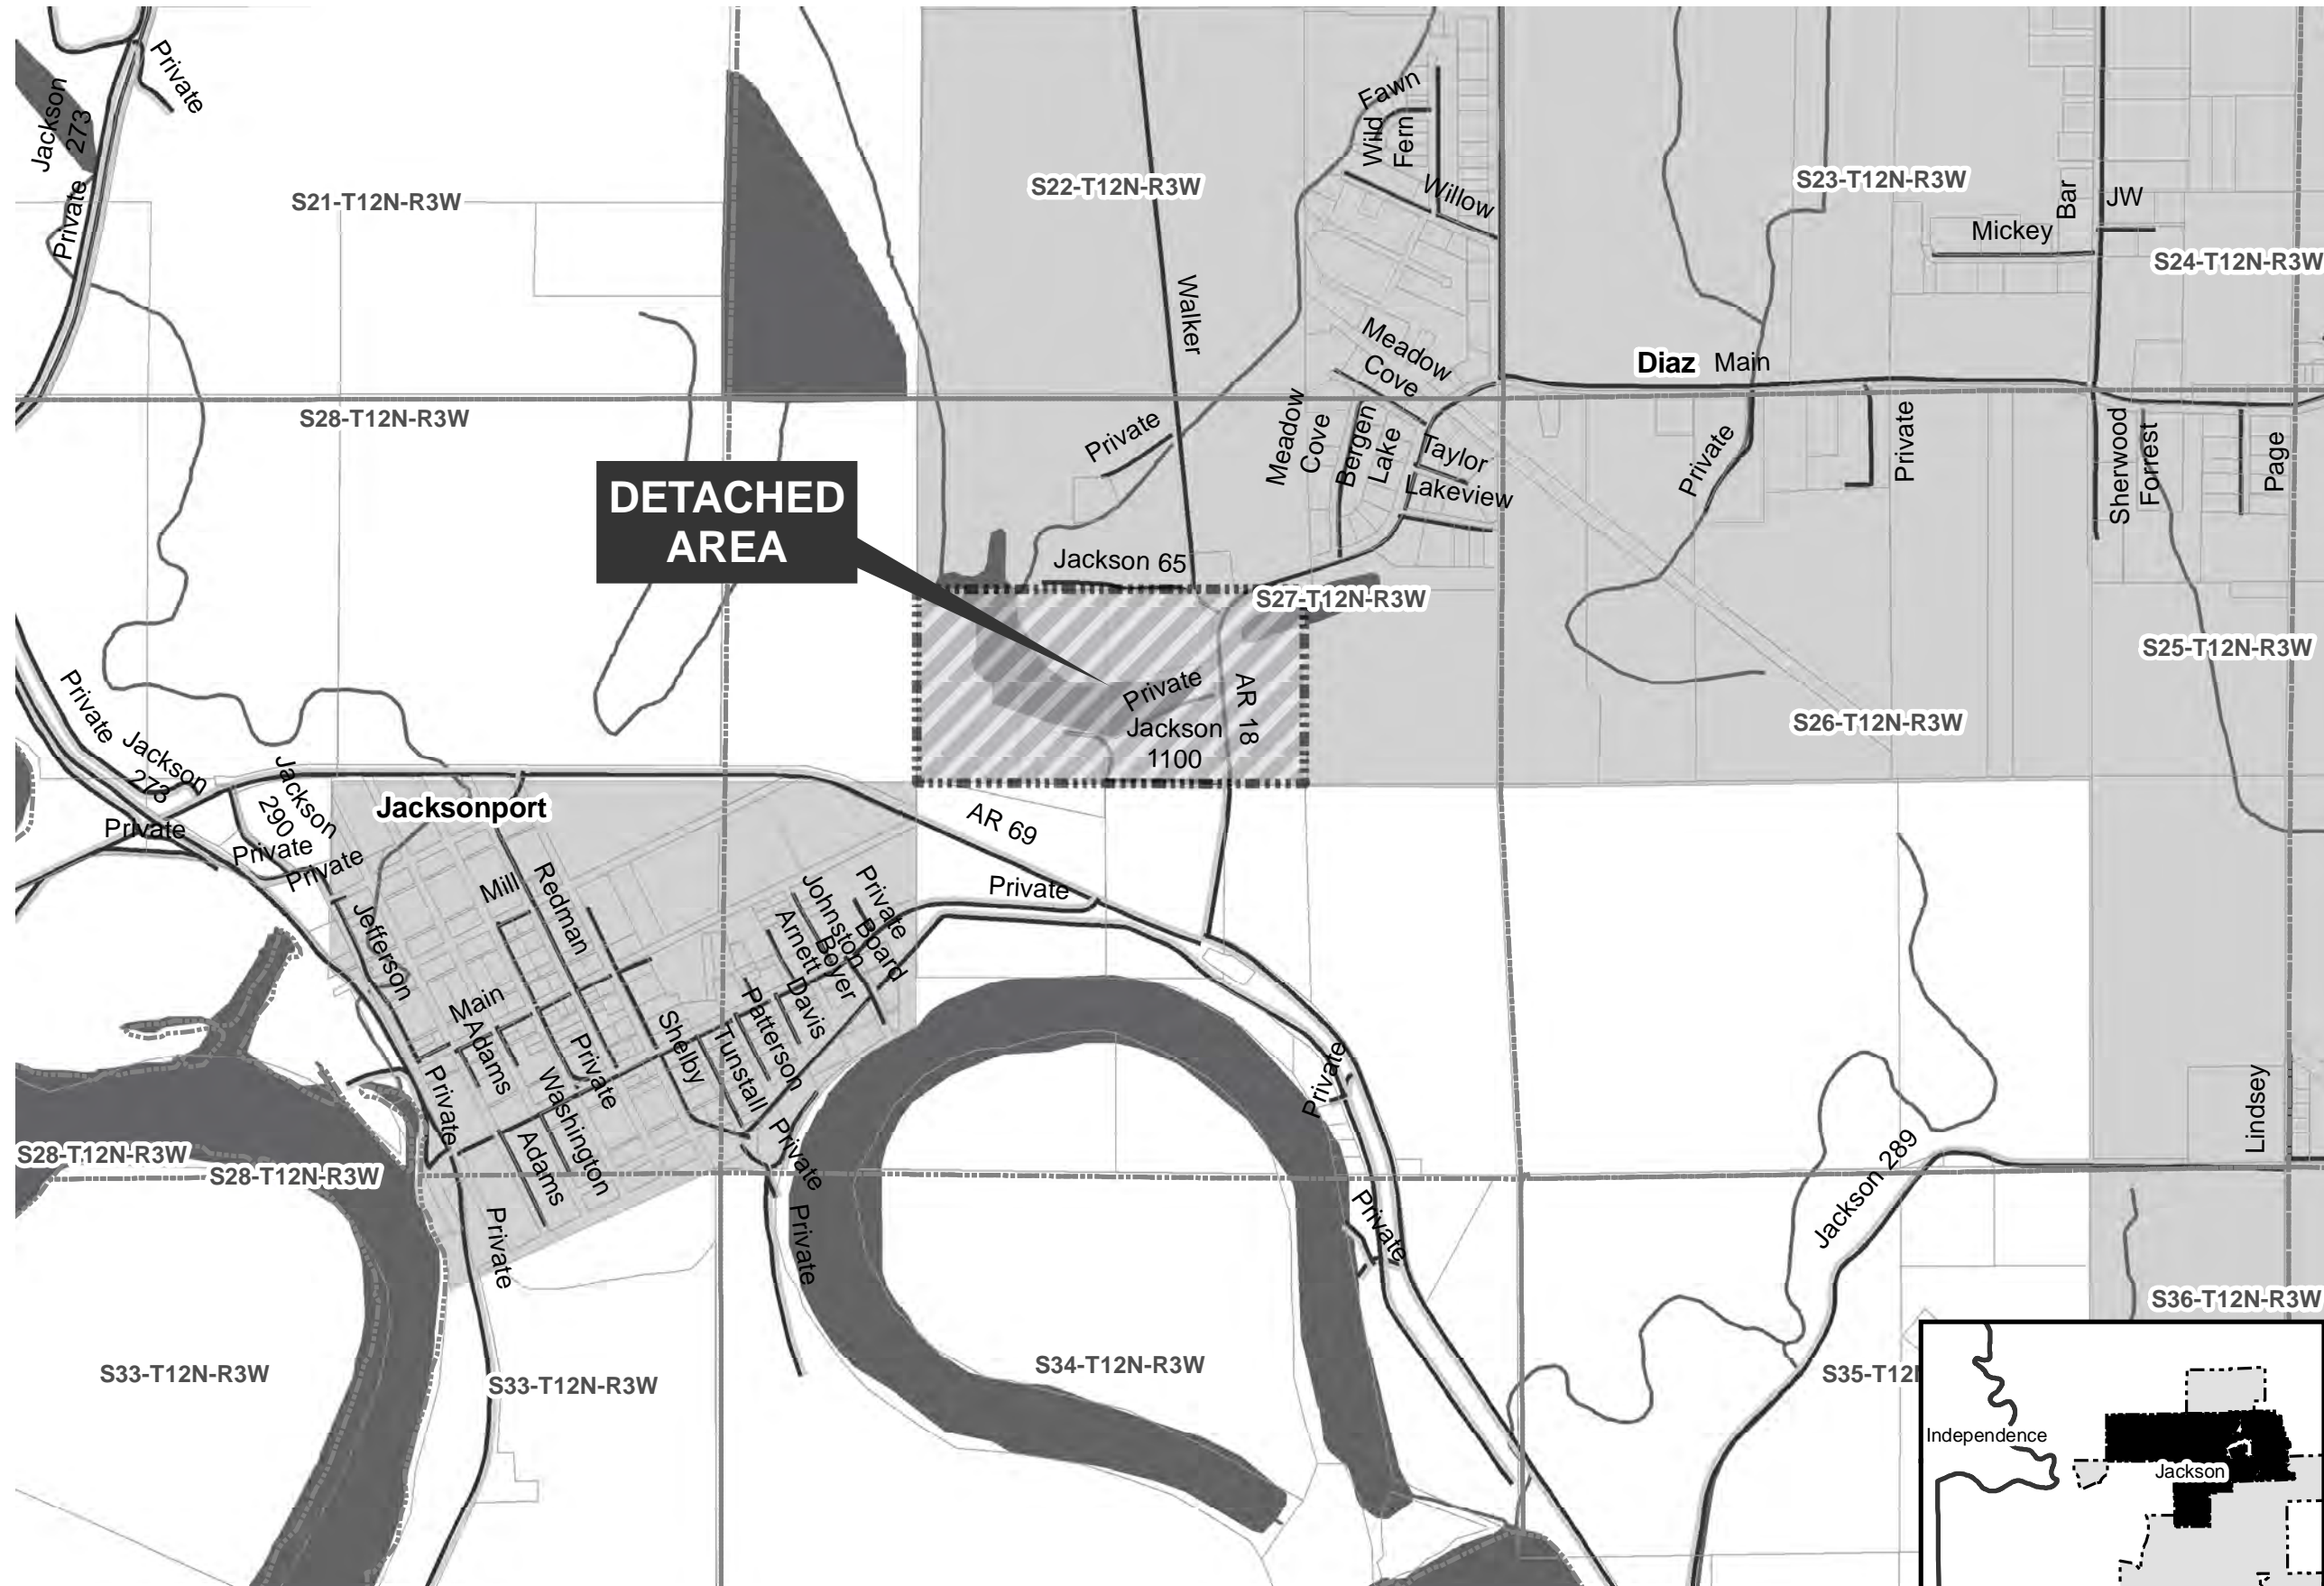 Private
Jackson
273
Private
S21-T12N-R3W
S22-T12N-R3W
S23-T12N-R3W
S24-T12N-R3W
Fawn
Wild
Fern
Willow
Bar
JW
Mickey
Walker
Meadow
Cove
Diaz
Main
S28-T12N-R3W
Private
Meadow
Cove
Bergen
Lake
Taylor
Lakeview
Private
Private
Sherwood
Forrest
Page
DETACHED
AREA
Jackson 65
S27-T12N-R3W
S25-T12N-R3W
Private
Jackson
1100
AR 18
S26-T12N-R3W
Private
Jackson
273
Jackson
290
Jacksonport
Private
Private
Private
AR 69
Private
Mill
Redman
Jefferson
Johnston
Private
Arnett
Boyer
Board
Main
Adams
Private
Davis
Patterson
Shelby
Tunstall
Private
Washington
Adams
Private
Private
Private
Private
Private
Private
Lindsey
Jackson 289
S28-T12N-R3W
S28-T12N-R3W
S36-T12N-R3W
S33-T12N-R3W
S33-T12N-R3W
S34-T12N-R3W
S35-T12
Independence
Jackson